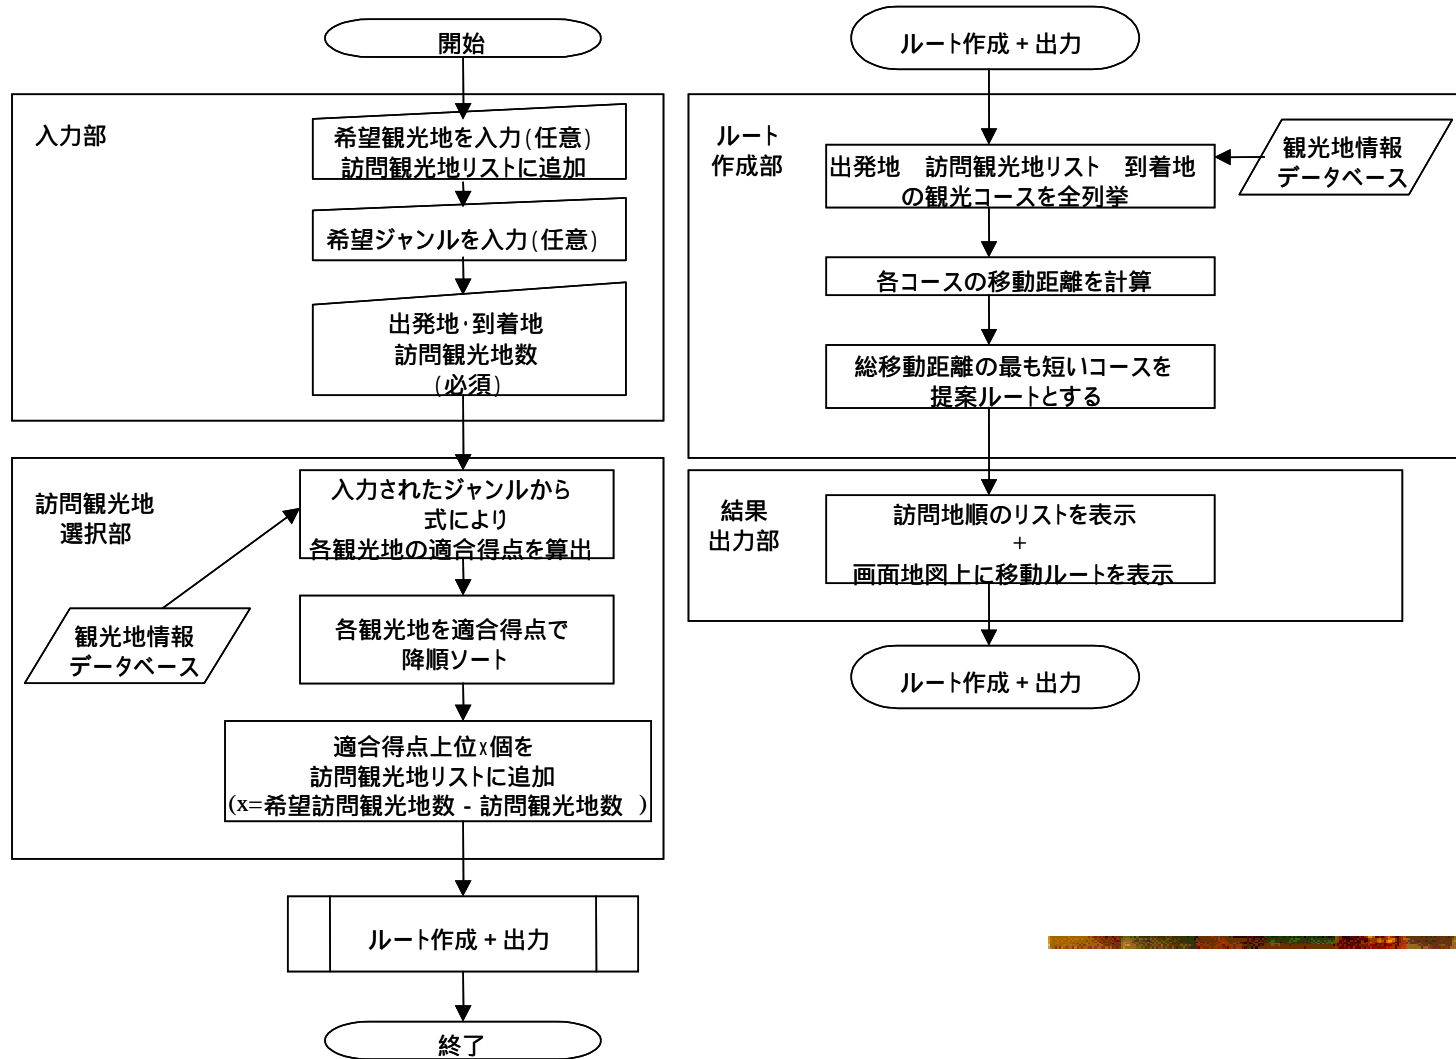 開始
入力部
希望観光地を入力(任意)
訪問観光地リストに追加
希望ジャンルを入力(任意)
出発地・到着地
訪問観光地数
(必須)
訪問観光地
選択部
入力されたジャンルから
式により
各観光地の適合得点を算出
観光地情報
データベース
各観光地を適合得点で
降順ソート
適合得点上位x個を
訪問観光地リストに追加
(x=希望訪問観光地数 - 訪問観光地数 )
ルート作成+出力
終了
ルート作成+出力
ルート
作成部
出発地 訪問観光地リスト 到着地
の観光コースを全列挙
観光地情報
データベース
各コースの移動距離を計算
総移動距離の最も短いコースを
提案ルートとする
結果
出力部
訪問地順のリストを表示
+
画面地図上に移動ルートを表示
ルート作成+出力